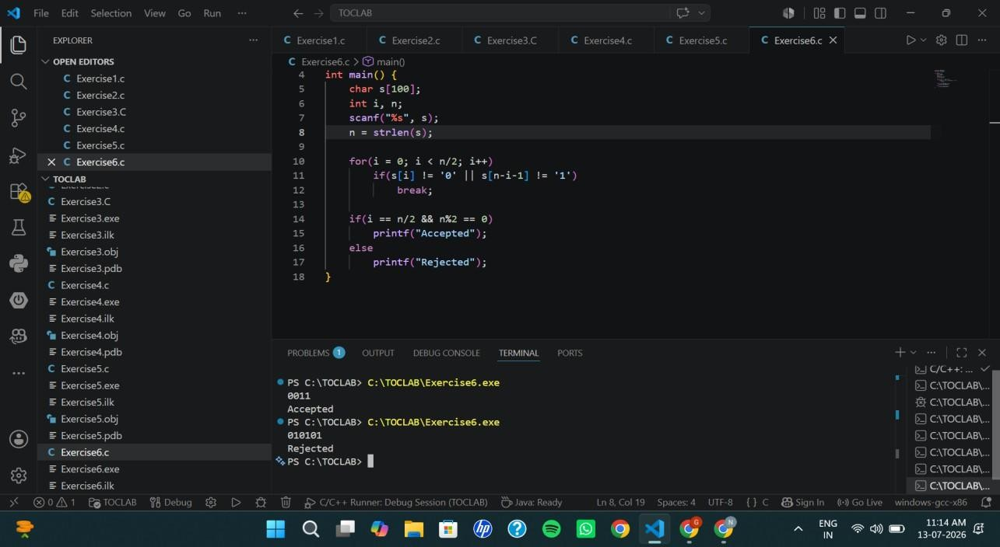 File Edit Selection View Go Run ··· TOCLAB
EXPLORER ···
OPEN EDITORS
C Exercise1.c
C Exercise2.c
C Exercise3.C
C Exercise4.c
C Exercise5.c
C Exercise6.c
TOCLAB
Exercise2.c
Exercise3.C
Exercise3.exe
Exercise3.ilk
Exercise3.obj
Exercise3.pdb
C Exercise4.c
Exercise4.exe
Exercise4.ilk
Exercise4.obj
Exercise4.pdb
C Exercise5.c
Exercise5.exe
Exercise5.ilk
Exercise5.obj
Exercise5.pdb
C Exercise6.c
Exercise6.exe
Exercise6.ilk
C Exercise1.c C Exercise2.c C Exercise3.C C Exercise4.c C Exercise5.c C Exercise6.c
C Exercise6.c > main()
4 int main() {
5 char s[100];
6 int i, n;
7 scanf("%s", s);
8 n = strlen(s);
9
10 for(i = 0; i < n/2; i++)
11 if(s[i] != '0' || s[n-i-1] != '1')
12 break;
13
14 if(i == n/2 && n%2 == 0)
15 printf("Accepted");
16 else
17 printf("Rejected");
18 }
PROBLEMS 1 OUTPUT DEBUG CONSOLE TERMINAL PORTS
PS C:\TOCLAB> C:\TOCLAB\Exercise6.exe
0011
Accepted
PS C:\TOCLAB> C:\TOCLAB\Exercise6.exe
010101
Rejected
PS C:\TOCLAB>
C/C++: ...
C:\TOCLAB\...
C:\TOCLAB\...
C:\TOCLAB\...
C:\TOCLAB\...
C:\TOCLAB\...
C:\TOCLAB\...
C:\TOCLAB\...
0 1 TOCLAB Debug C/C++ Runner: Debug Session (TOCLAB) Java: Ready Ln 8, Col 19 Spaces: 4 UTF-8 { } C Sign In Go Live windows-gcc-x86
hp ? G N ENG
IN
11:14 AM
13-07-2026